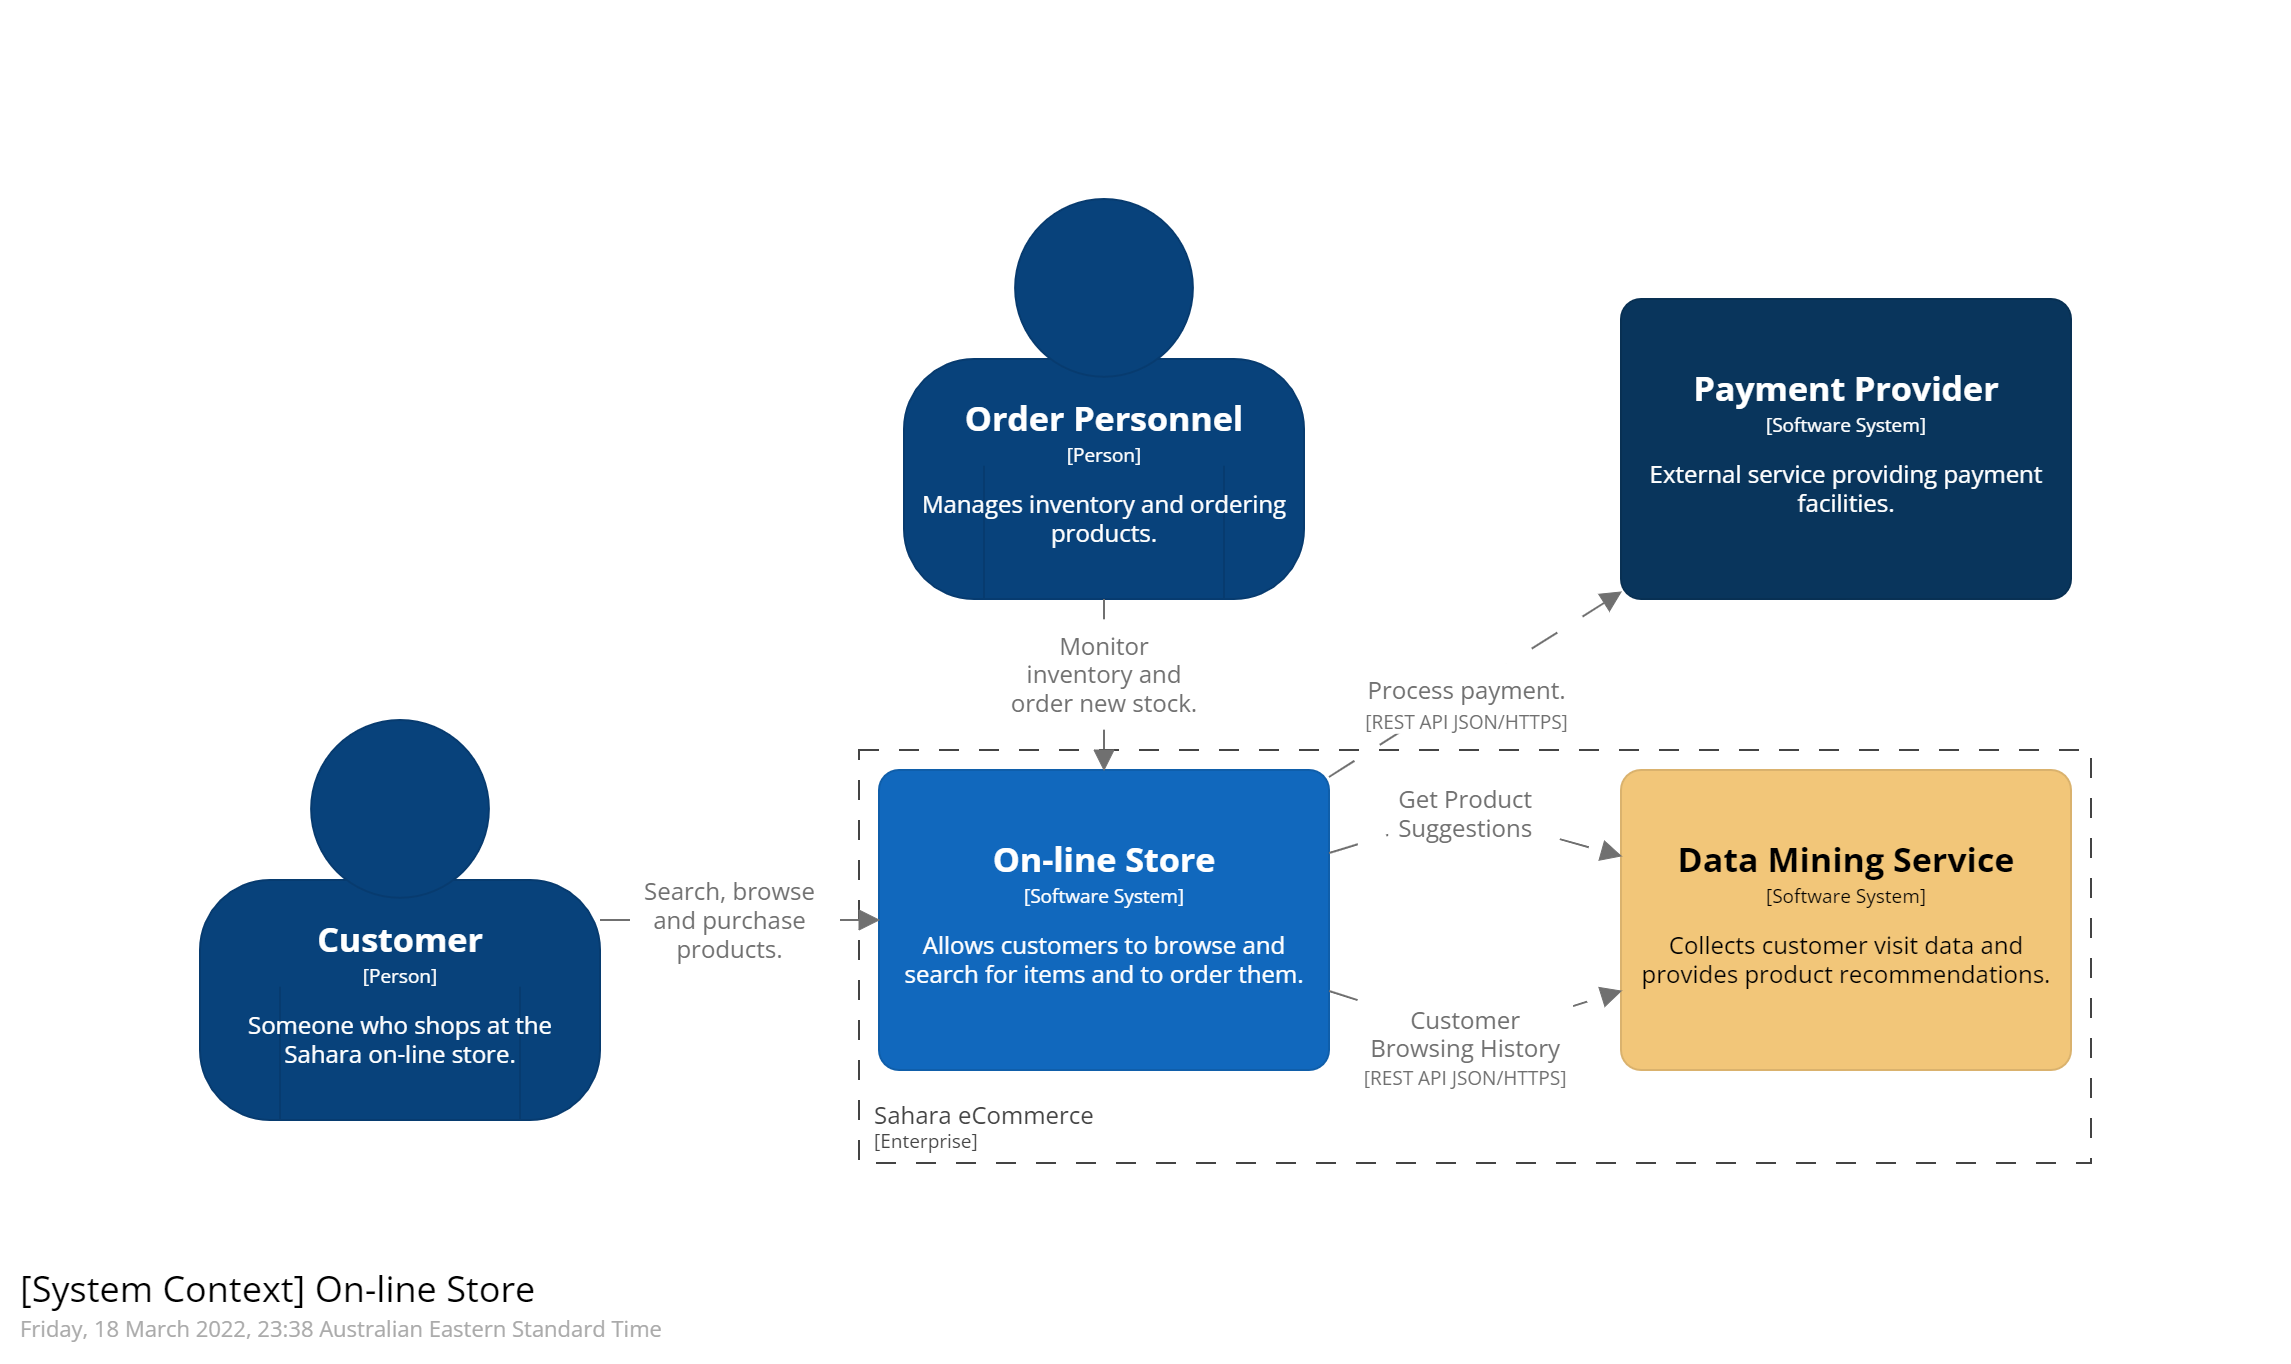 Order Personnel
[Person]
Manages inventory and ordering
products.
Payment Provider
[Software System]
External service providing payment
facilities.
Monitor
inventory and
order new stock.
Process payment.
[REST API JSON/HTTPS]
Customer
[Person]
Someone who shops at the
Sahara on-line store.
Search, browse
and purchase
products.
On-line Store
[Software System]
Allows customers to browse and
search for items and to order them.
Get Product
Suggestions
Customer
Browsing History
[REST API JSON/HTTPS]
Data Mining Service
[Software System]
Collects customer visit data and
provides product recommendations.
Sahara eCommerce
[Enterprise]
[System Context] On-line Store
Friday, 18 March 2022, 23:38 Australian Eastern Standard Time